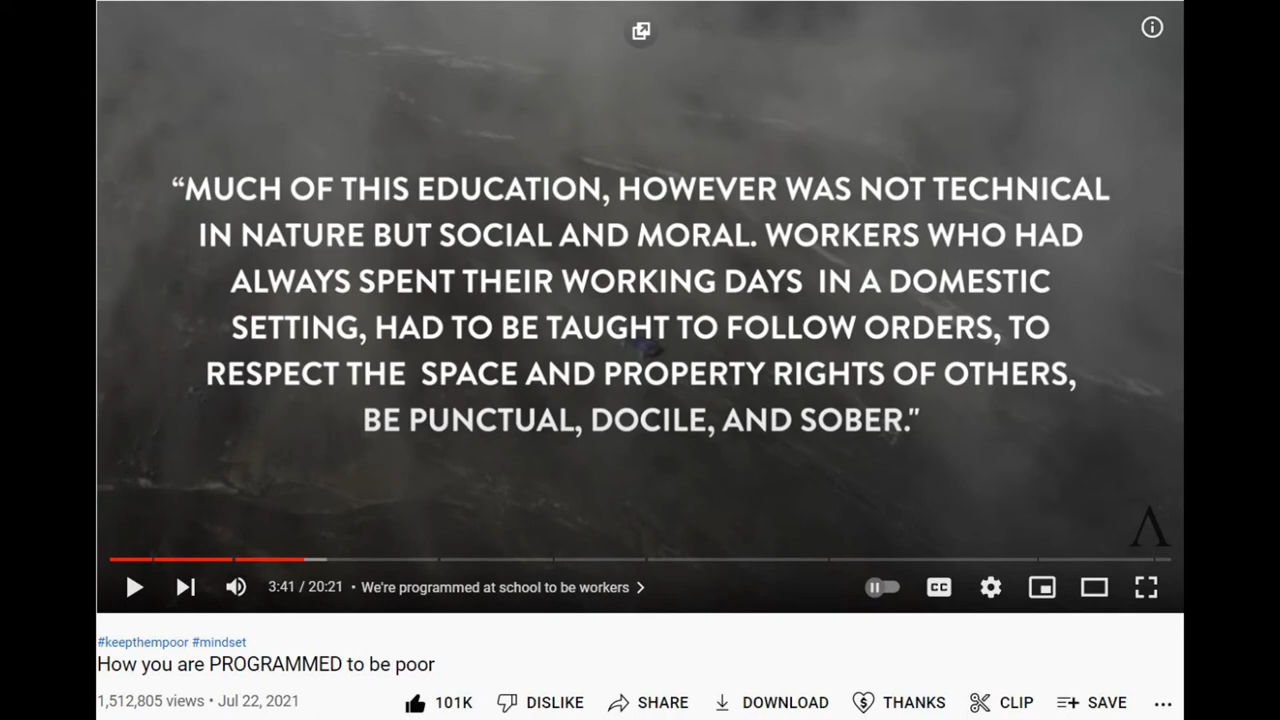 “MUCH OF THIS EDUCATION, HOWEVER WAS NOT TECHNICAL
IN NATURE BUT SOCIAL AND MORAL. WORKERS WHO HAD
ALWAYS SPENT THEIR WORKING DAYS IN A DOMESTIC
SETTING, HAD TO BE TAUGHT TO FOLLOW ORDERS, TO
RESPECT THE SPACE AND PROPERTY RIGHTS OF OTHERS,
BE PUNCTUAL, DOCILE, AND SOBER."
3:41 / 20:21 • We're programmed at school to be workers
CC
#keepthempoor #mindset
How you are PROGRAMMED to be poor
1,512,805 views • Jul 22, 2021 101K DISLIKE SHARE DOWNLOAD THANKS CLIP SAVE ...